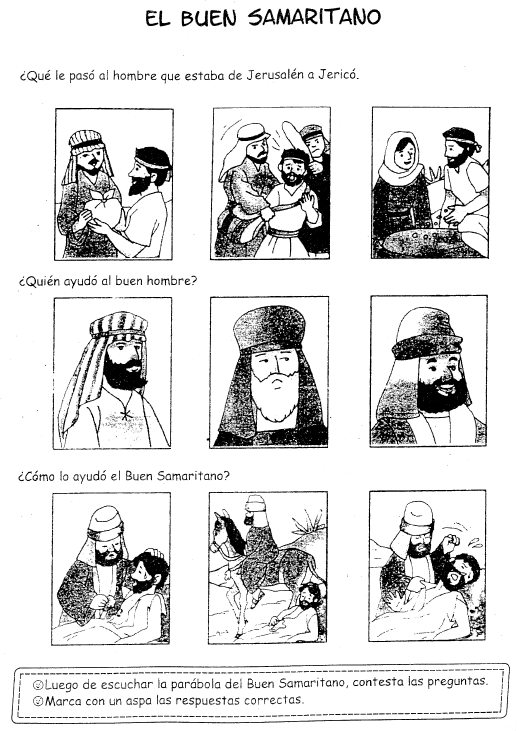 EL BUEN SAMARITANO
¿Qué le pasó al hombre que estaba de Jerusalén a Jericó.
¿Quién ayudó al buen hombre?
¿Cómo lo ayudó el Buen Samaritano?
☺Luego de escuchar la parábola del Buen Samaritano, contesta las preguntas.
☺Marca con un aspa las respuestas correctas.